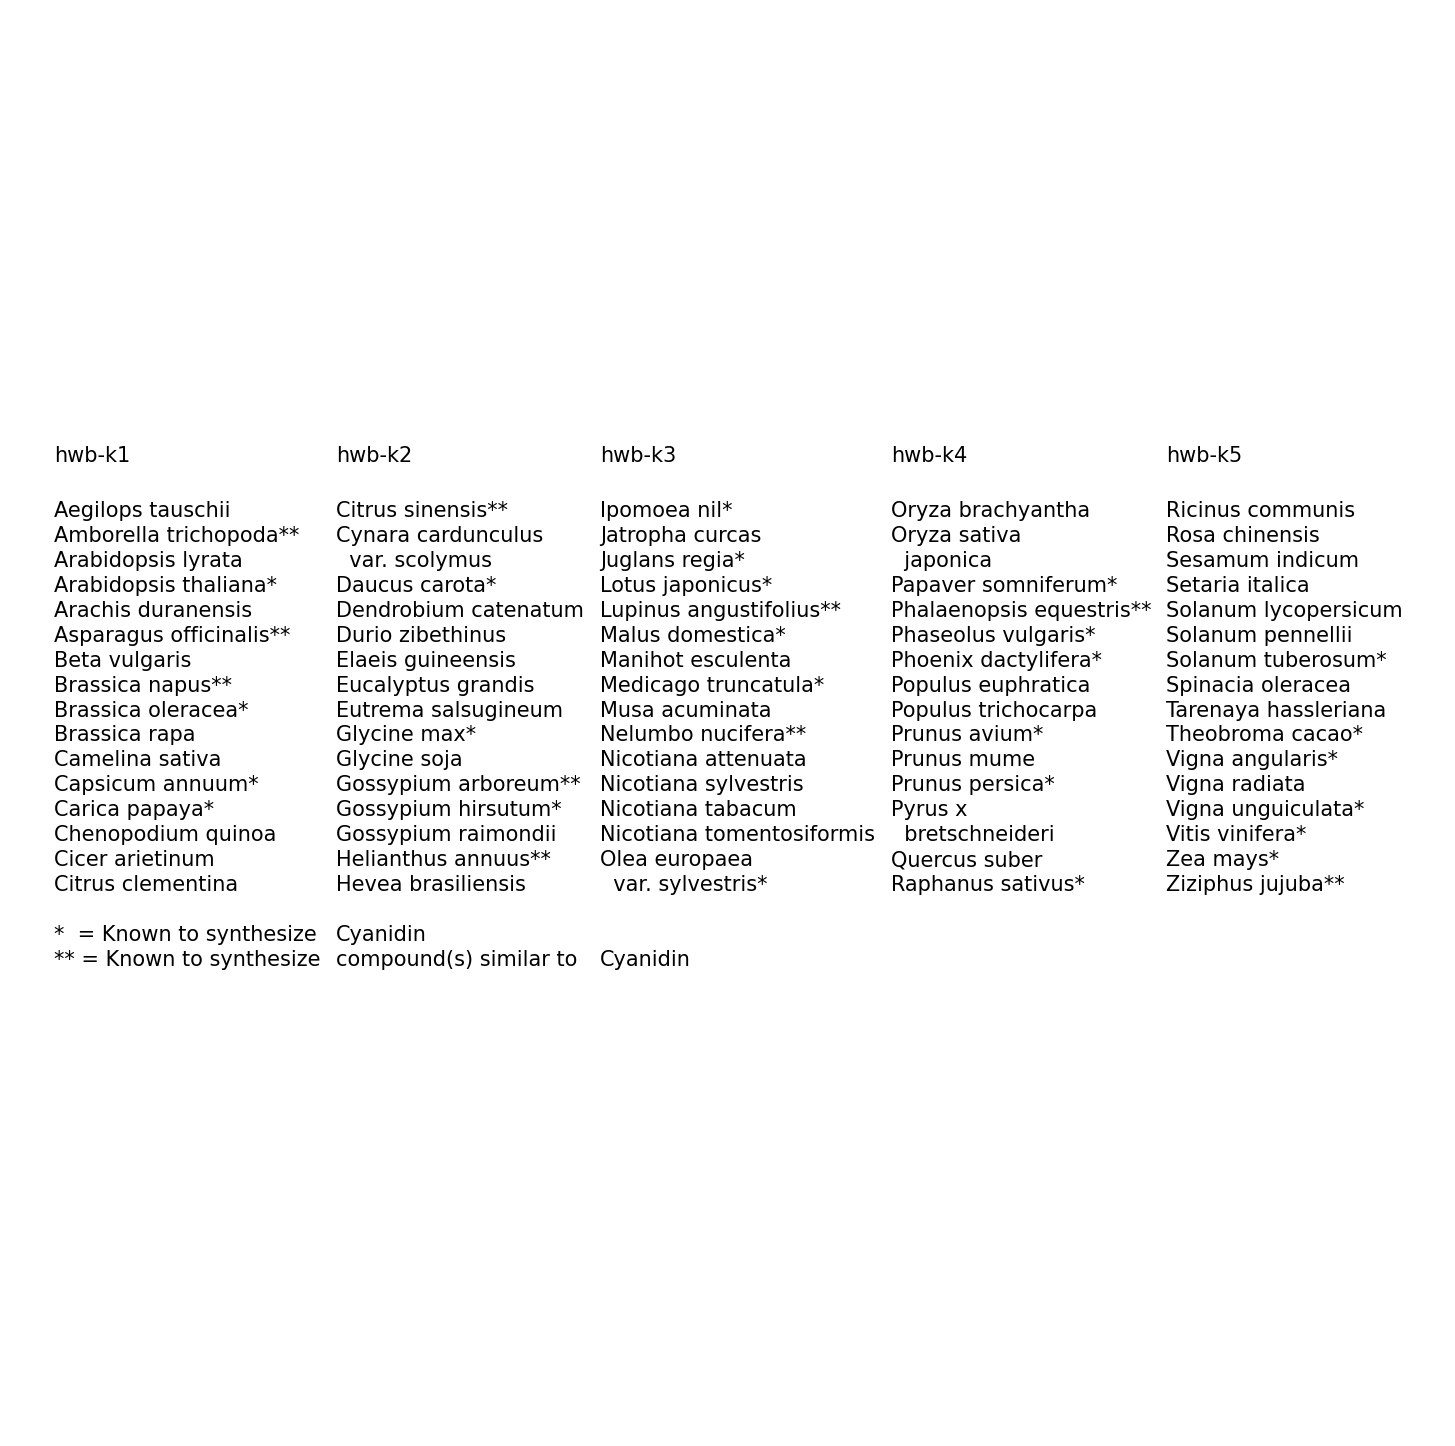 hwb-k1
Aegilops tauschii
Amborella trichopoda**
Arabidopsis lyrata
Arabidopsis thaliana*
Arachis duranensis
Asparagus officinalis**
Beta vulgaris
Brassica napus**
Brassica oleracea*
Brassica rapa
Camelina sativa
Capsicum annuum*
Carica papaya*
Chenopodium quinoa
Cicer arietinum
Citrus clementina
hwb-k2
Citrus sinensis**
Cynara cardunculus
var. scolymus
Daucus carota*
Dendrobium catenatum
Durio zibethinus
Elaeis guineensis
Eucalyptus grandis
Eutrema salsugineum
Glycine max*
Glycine soja
Gossypium arboreum**
Gossypium hirsutum*
Gossypium raimondii
Helianthus annuus**
Hevea brasiliensis
hwb-k3
Ipomoea nil*
Jatropha curcas
Juglans regia*
Lotus japonicus*
Lupinus angustifolius**
Malus domestica*
Manihot esculenta
Medicago truncatula*
Musa acuminata
Nelumbo nucifera**
Nicotiana attenuata
Nicotiana sylvestris
Nicotiana tabacum
Nicotiana tomentosiformis
Olea europaea
var. sylvestris*
hwb-k4
Oryza brachyantha
Oryza sativa
japonica
Papaver somniferum*
Phalaenopsis equestris**
Phaseolus vulgaris*
Phoenix dactylifera*
Populus euphratica
Populus trichocarpa
Prunus avium*
Prunus mume
Prunus persica*
Pyrus x
bretschneideri
Quercus suber
Raphanus sativus*
hwb-k5
Ricinus communis
Rosa chinensis
Sesamum indicum
Setaria italica
Solanum lycopersicum
Solanum pennellii
Solanum tuberosum*
Spinacia oleracea
Tarenaya hassleriana
Theobroma cacao*
Vigna angularis*
Vigna radiata
Vigna unguiculata*
Vitis vinifera*
Zea mays*
Ziziphus jujuba**
* = Known to synthesize Cyanidin
** = Known to synthesize compound(s) similar to Cyanidin